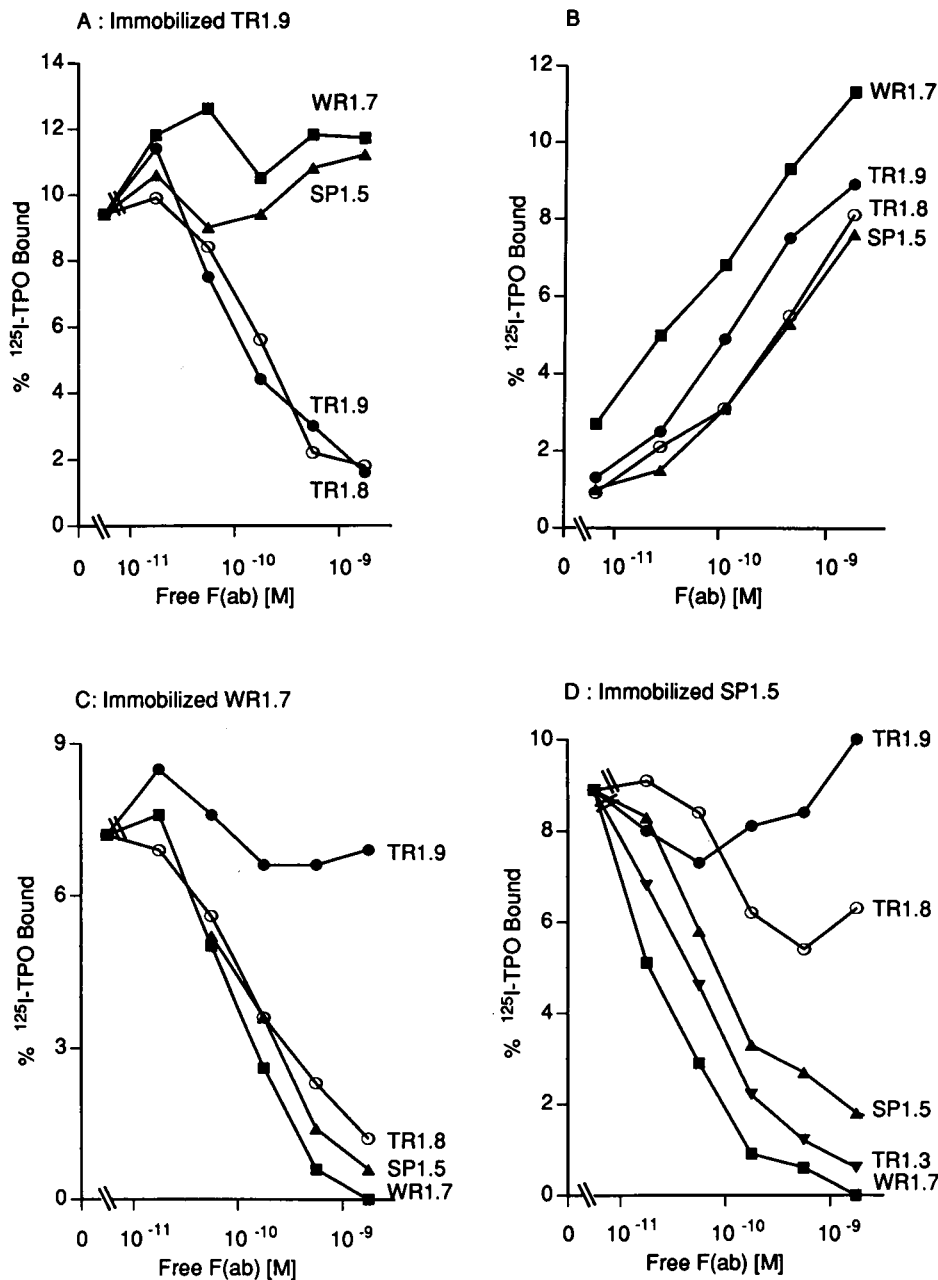 A : Immobilized TR1.9
14
12
10
8
6
4
2
0
% ¹²⁵I-TPO Bound
WR1.7
SP1.5
TR1.9
TR1.8
0
10⁻¹¹
10⁻¹⁰
10⁻⁹
Free F(ab) [M]
B
12
10
8
6
4
2
0
% ¹²⁵I-TPO Bound
WR1.7
TR1.9
TR1.8
SP1.5
0
10⁻¹¹
10⁻¹⁰
10⁻⁹
F(ab) [M]
C: Immobilized WR1.7
9
6
3
0
% ¹²⁵I-TPO Bound
TR1.9
TR1.8
SP1.5
WR1.7
0
10⁻¹¹
10⁻¹⁰
10⁻⁹
Free F(ab) [M]
D : Immobilized SP1.5
10
8
6
4
2
0
% ¹²⁵I-TPO Bound
TR1.9
TR1.8
SP1.5
TR1.3
WR1.7
0
10⁻¹¹
10⁻¹⁰
10⁻⁹
Free F(ab) [M]